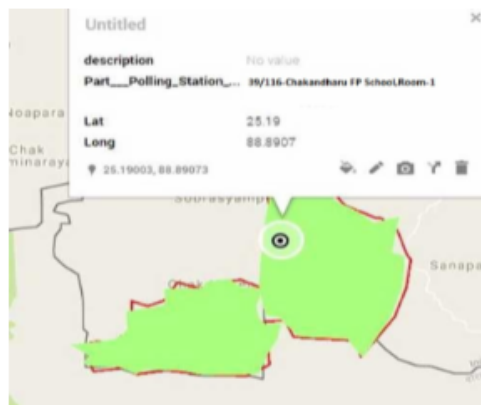 Untitled
description No value
Part___Polling_Station_... 39/116-Chakandharu FP School,Room-1
Lat 25.19
Long 88.8907
25.19003, 88.89073
Noapara
Chak
Sanapa